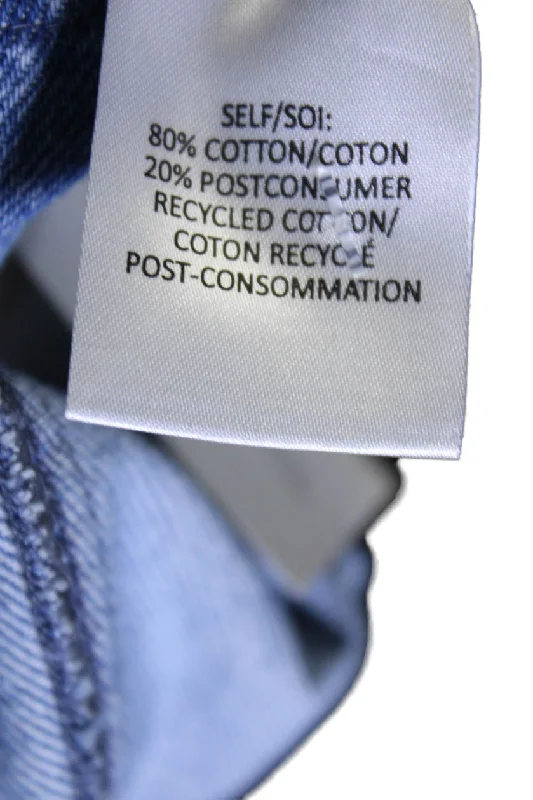 SELF/SOI:
80% COTTON/COTON
20% POSTCONSUMER
RECYCLED COTTON/
COTON RECYCLÉ
POST-CONSOMMATION